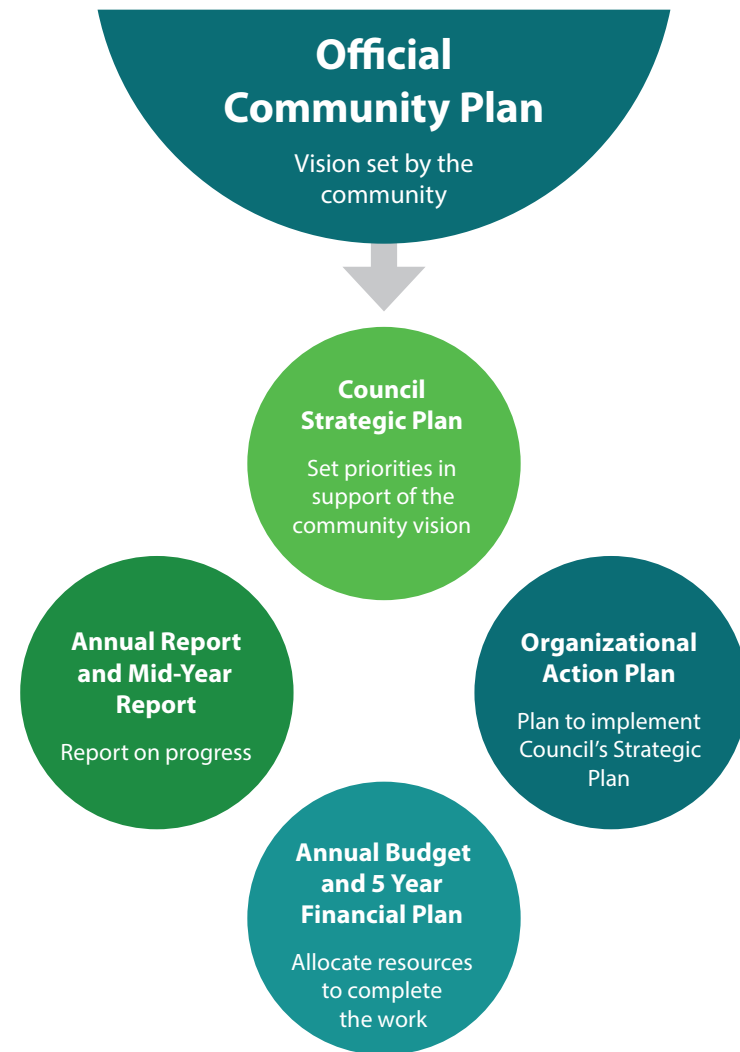 Official
Community Plan
Vision set by the
community
Council
Strategic Plan
Set priorities in
support of the
community vision
Annual Report
and Mid-Year
Report
Report on progress
Organizational
Action Plan
Plan to implement
Council’s Strategic
Plan
Annual Budget
and 5 Year
Financial Plan
Allocate resources
to complete
the work